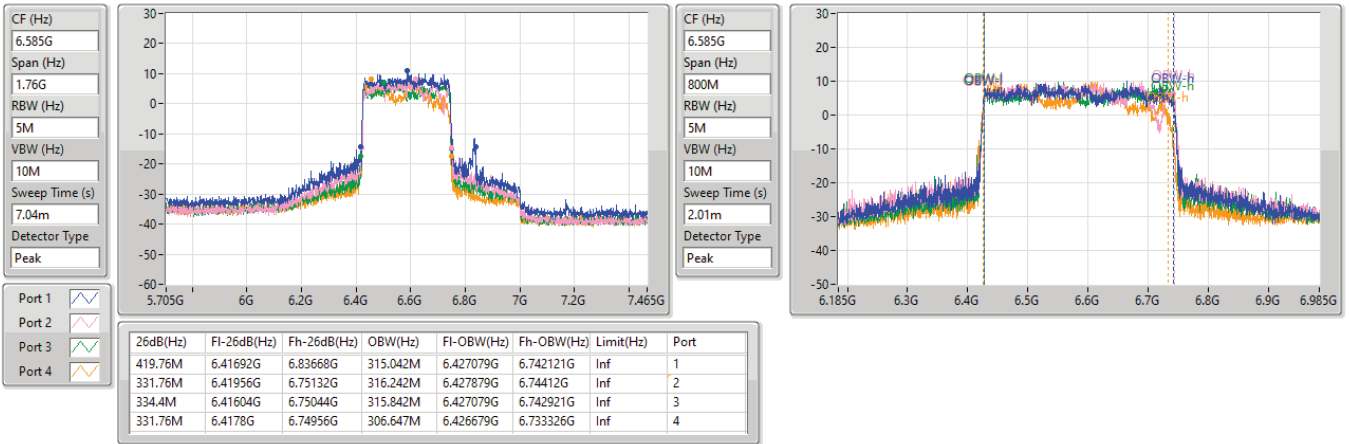 CF (Hz)
6.585G
Span (Hz)
1.76G
RBW (Hz)
5M
VBW (Hz)
10M
Sweep Time (s)
7.04m
Detector Type
Peak
30
20
10
0
-10
-20
-30
-40
-50
-60
5.705G 6G 6.2G 6.4G 6.6G 6.8G 7G 7.2G 7.465G
CF (Hz)
6.585G
Span (Hz)
800M
RBW (Hz)
5M
VBW (Hz)
10M
Sweep Time (s)
2.01m
Detector Type
Peak
30
20
10
0
-10
-20
-30
-40
-50
OBW-l
OBW-h
OBW-h
OBW-h
6.185G 6.3G 6.4G 6.5G 6.6G 6.7G 6.8G 6.9G 6.985G
Port 1
Port 2
Port 3
Port 4
26dB(Hz) Fl-26dB(Hz) Fh-26dB(Hz) OBW(Hz) Fl-OBW(Hz) Fh-OBW(Hz) Limit(Hz) Port
419.76M 6.41692G 6.83668G 315.042M 6.427079G 6.742121G Inf 1
331.76M 6.41956G 6.75132G 316.242M 6.427879G 6.74412G Inf 2
334.4M 6.41604G 6.75044G 315.842M 6.427079G 6.742921G Inf 3
331.76M 6.4178G 6.74956G 306.647M 6.426679G 6.733326G Inf 4